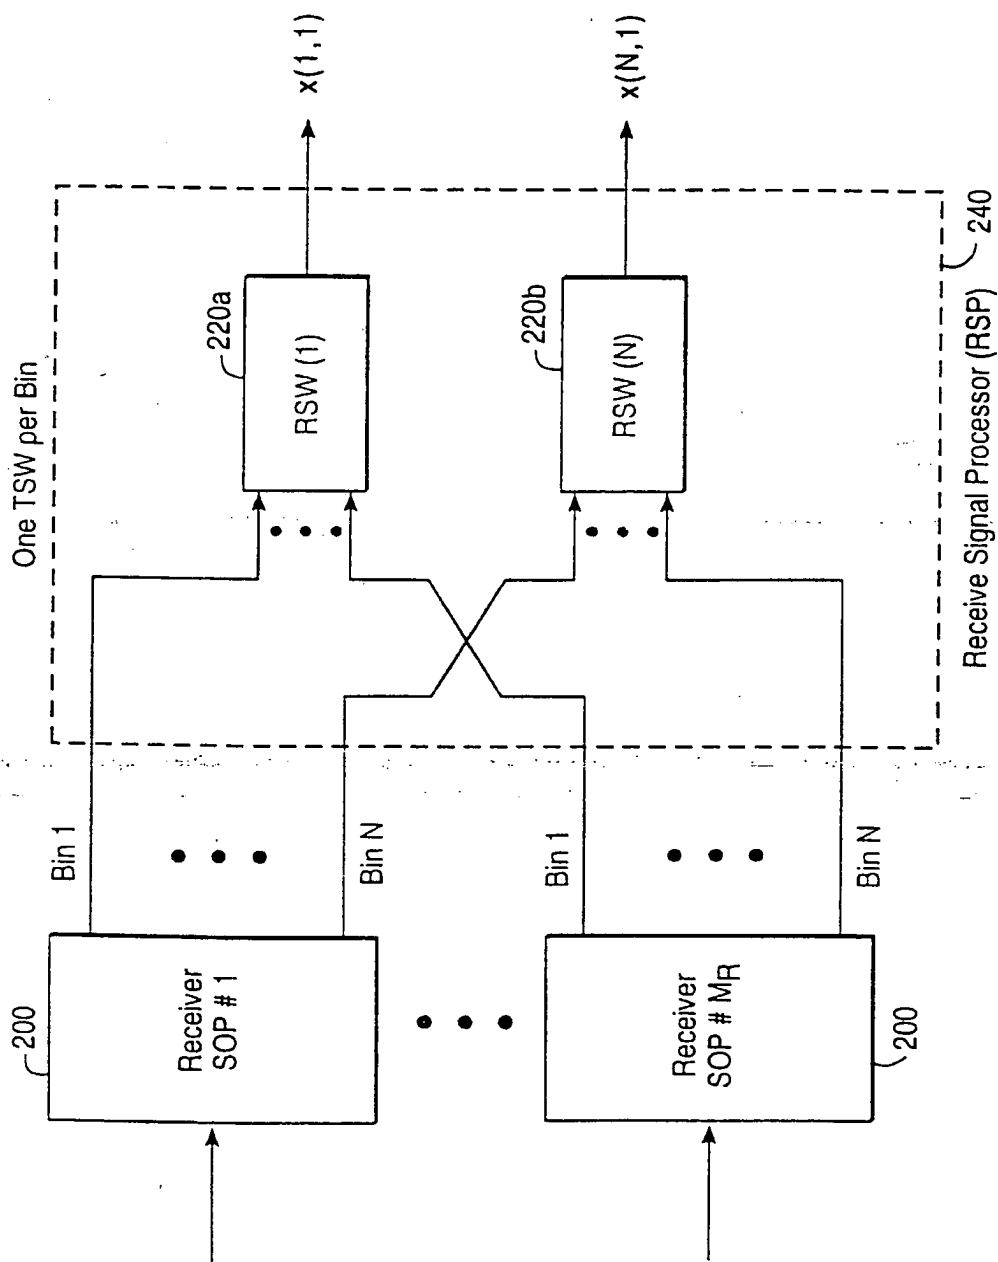 One TSW per Bin
200
Receiver
SOP # 1
Bin 1
Bin N
220a
RSW (1)
x(1,1)
Receiver
SOP # MR
200
Bin 1
Bin N
220b
RSW (N)
x(N,1)
240
Receive Signal Processor (RSP)